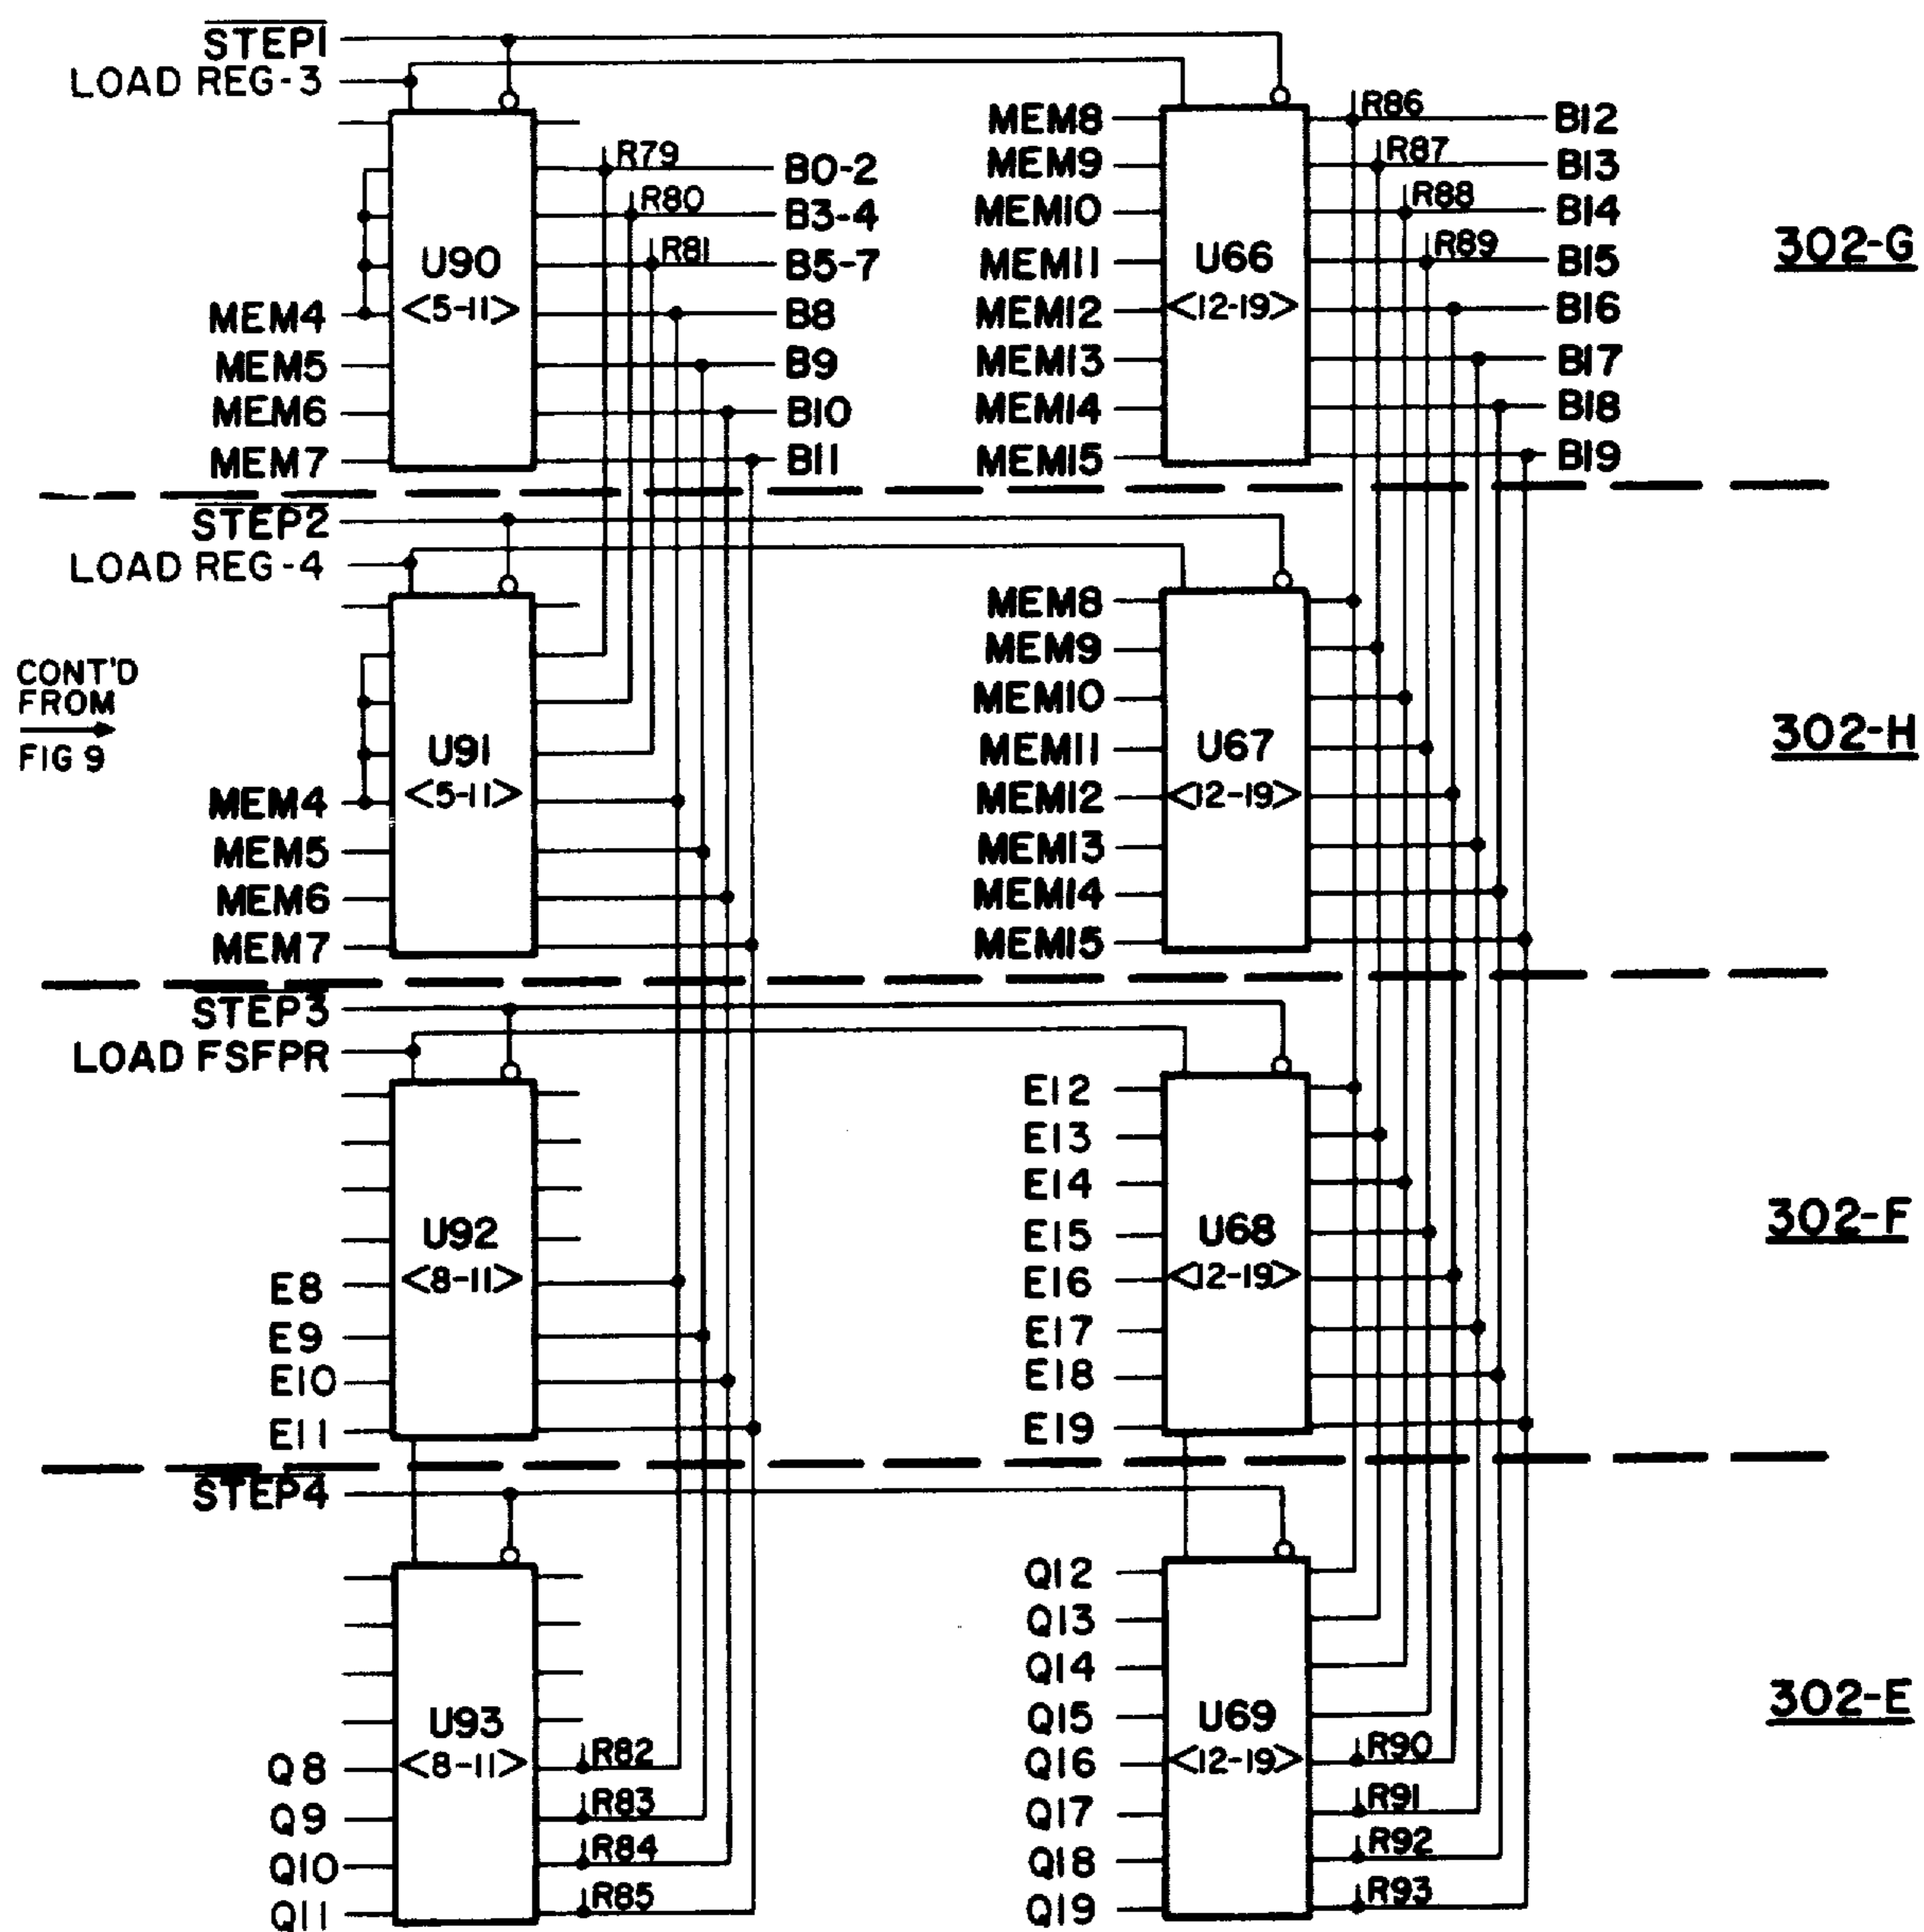 STEP1
LOAD REG-3
MEM4
MEM5
MEM6
MEM7
U90
<5-11>
R79
R80
R81
B0-2
B3-4
B5-7
B8
B9
B10
B11
MEM8
MEM9
MEM10
MEM11
MEM12
MEM13
MEM14
MEM15
U66
<12-19>
R86
R87
R88
R89
B12
B13
B14
B15
B16
B17
B18
B19
302-G
STEP2
LOAD REG-4
CONT'D
FROM
FIG 9
MEM4
MEM5
MEM6
MEM7
U91
<5-11>
MEM8
MEM9
MEM10
MEM11
MEM12
MEM13
MEM14
MEM15
U67
<12-19>
302-H
STEP3
LOAD FSFPR
E8
E9
E10
E11
U92
<8-11>
E12
E13
E14
E15
E16
E17
E18
E19
U68
<12-19>
302-F
STEP4
Q8
Q9
Q10
Q11
U93
<8-11>
R82
R83
R84
R85
Q12
Q13
Q14
Q15
Q16
Q17
Q18
Q19
U69
<12-19>
R90
R91
R92
R93
302-E